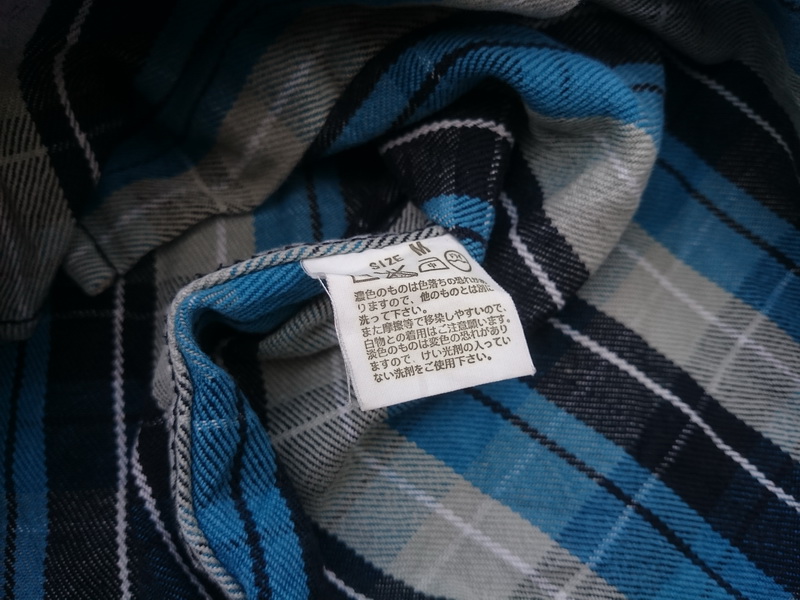 SIZE M
濃色のものは色落ちの恐れがあ
りますので、他のものとは別に
洗って下さい。
また摩擦等で移染しやすいので、
白物との着用はご注意願います。
淡色のものは変色の恐れがあり
ますので、けい光剤の入ってい
ない洗剤をご使用下さい。